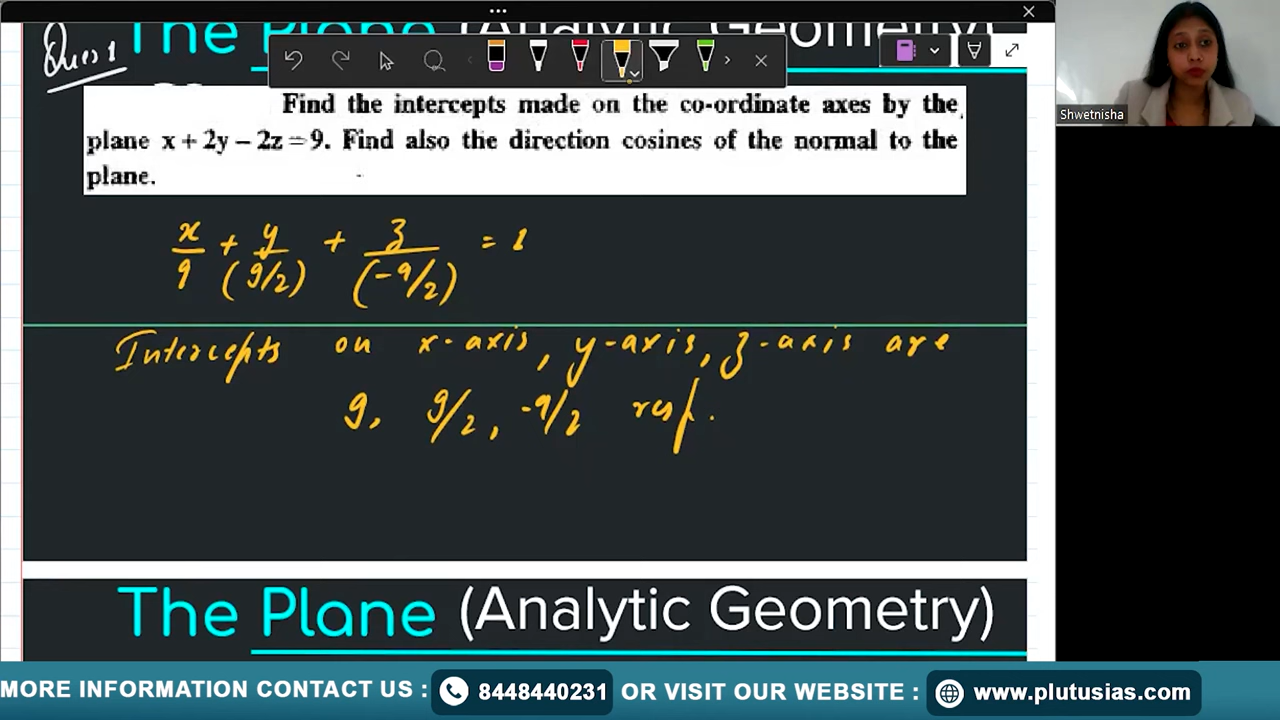 Ques 1
The Plane (Analytic Geometry)
Shwetnisha
Find the intercepts made on the co-ordinate axes by the
plane x + 2y – 2z = 9. Find also the direction cosines of the normal to the
plane.
x/9 + y/(9/2) + z/(-9/2) = 1
Intercepts on x-axis, y-axis, z-axis are
9, 9/2, -9/2 resp.
The Plane (Analytic Geometry)
MORE INFORMATION CONTACT US : 8448440231 OR VISIT OUR WEBSITE : www.plutusias.com